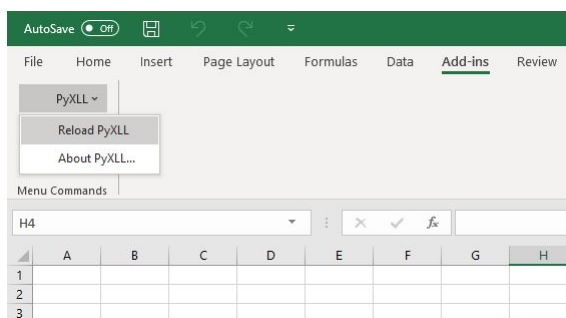 AutoSave Off
File Home Insert Page Layout Formulas Data Add-ins Review
PyXLL
Reload PyXLL
About PyXLL...
Menu Commands
H4 fx
A B C D E F G H
1
2
3